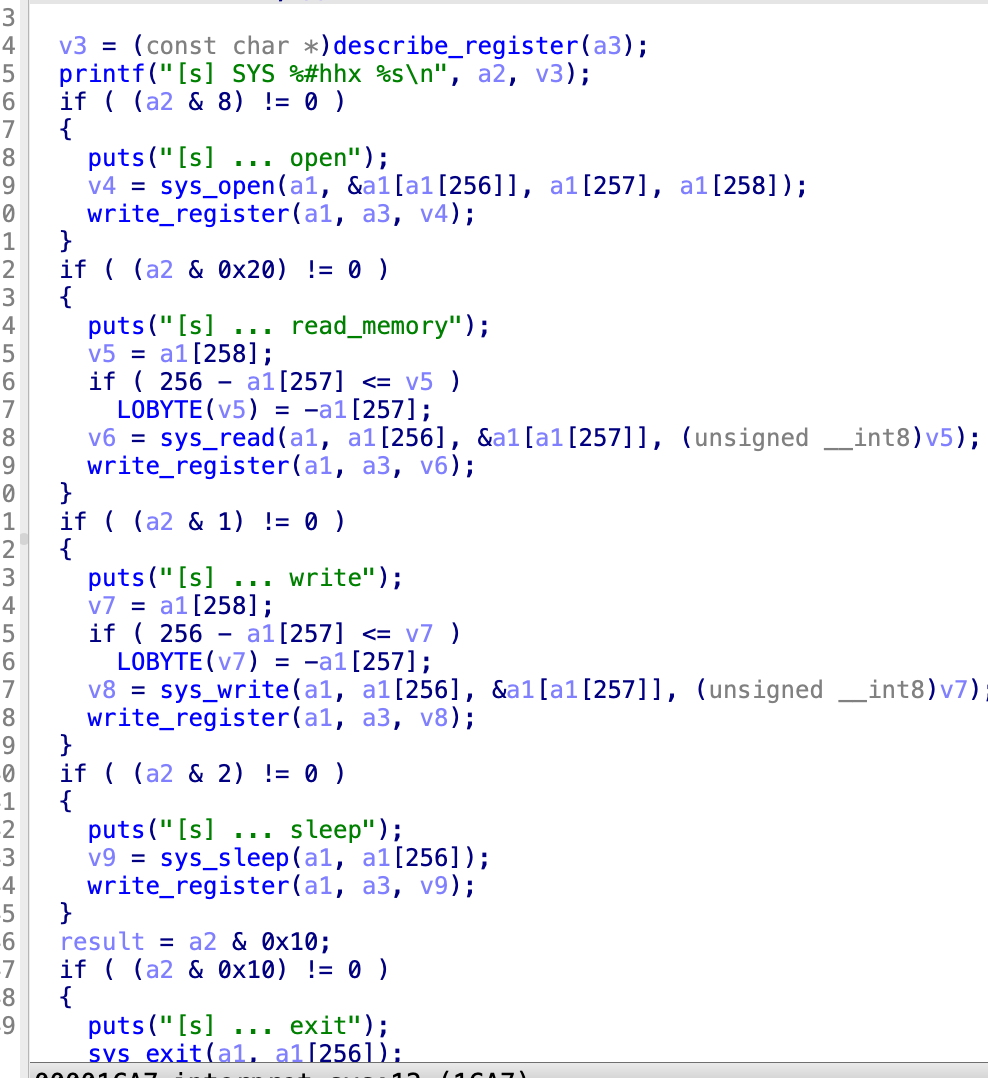 3
4 v3 = (const char *)describe_register(a3);
5 printf("[s] SYS %#hhx %s\n", a2, v3);
6 if ( (a2 & 8) != 0 )
7 {
8 puts("[s] ... open");
9 v4 = sys_open(a1, &a1[a1[256]], a1[257], a1[258]);
0 write_register(a1, a3, v4);
1 }
2 if ( (a2 & 0x20) != 0 )
3 {
4 puts("[s] ... read_memory");
5 v5 = a1[258];
6 if ( 256 - a1[257] <= v5 )
7 LOBYTE(v5) = -a1[257];
8 v6 = sys_read(a1, a1[256], &a1[a1[257]], (unsigned __int8)v5);
9 write_register(a1, a3, v6);
0 }
1 if ( (a2 & 1) != 0 )
2 {
3 puts("[s] ... write");
4 v7 = a1[258];
5 if ( 256 - a1[257] <= v7 )
6 LOBYTE(v7) = -a1[257];
7 v8 = sys_write(a1, a1[256], &a1[a1[257]], (unsigned __int8)v7);
8 write_register(a1, a3, v8);
9 }
0 if ( (a2 & 2) != 0 )
1 {
2 puts("[s] ... sleep");
3 v9 = sys_sleep(a1, a1[256]);
4 write_register(a1, a3, v9);
5 }
6 result = a2 & 0x10;
7 if ( (a2 & 0x10) != 0 )
8 {
9 puts("[s] ... exit");
sys_exit(a1, a1[256]);